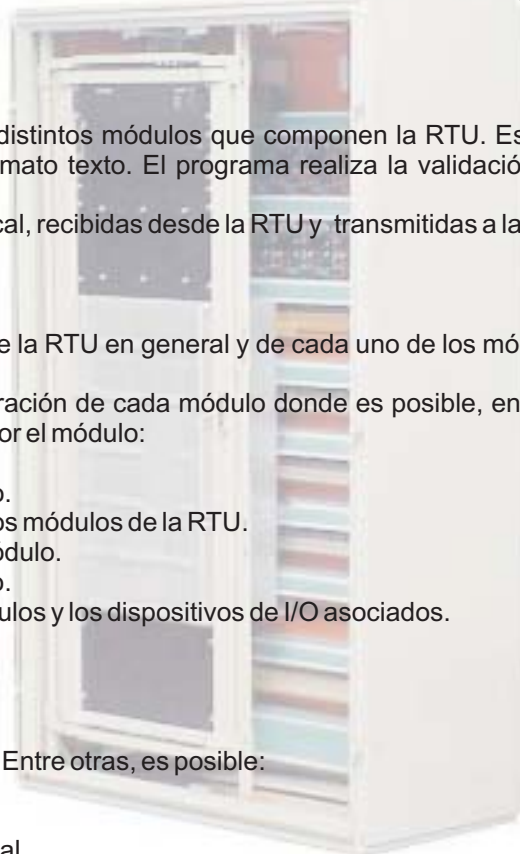 distintos módulos que componen la RTU. Es
mato texto. El programa realiza la validació
cal, recibidas desde la RTU y transmitidas a la
e la RTU en general y de cada uno de los mó
ración de cada módulo donde es posible, en
or el módulo:
o.
os módulos de la RTU.
ódulo.
o.
ulos y los dispositivos de I/O asociados.
Entre otras, es posible:
al